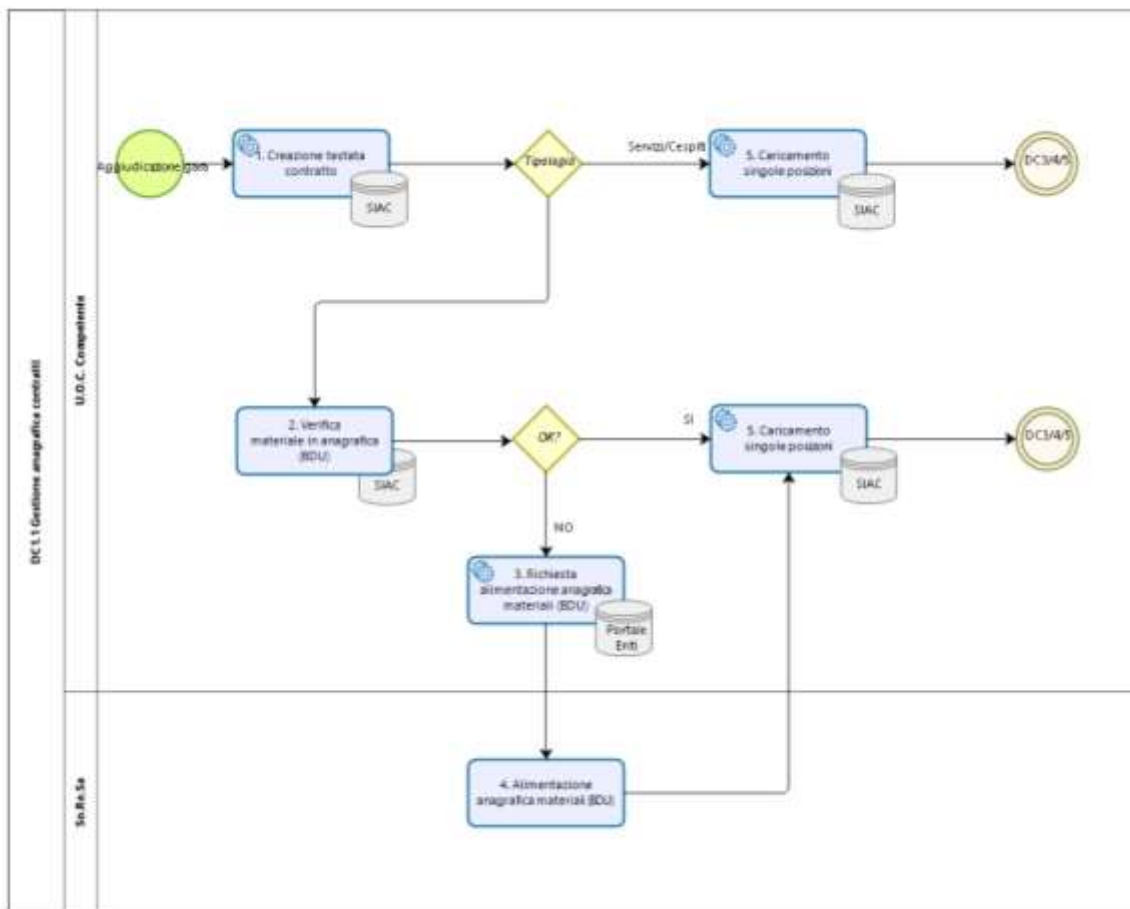 DC1.1 Gestione anagrafica contratti
U.O.C. Competente
Aggiudicazione gara
1. Creazione testata
contratto
SIAC
Tipologia
Servizi/Cespiti
5. Caricamento
singole posizioni
SIAC
DC3/4/5
2. Verifica
materiale in anagrafica
(BDU)
SIAC
OK?
SI
5. Caricamento
singole posizioni
SIAC
DC3/4/5
NO
3. Richiesta
alimentazione anagrafica
materiali (BDU)
Portale
Enti
So.Re.Sa
4. Alimentazione
anagrafica materiali (BDU)